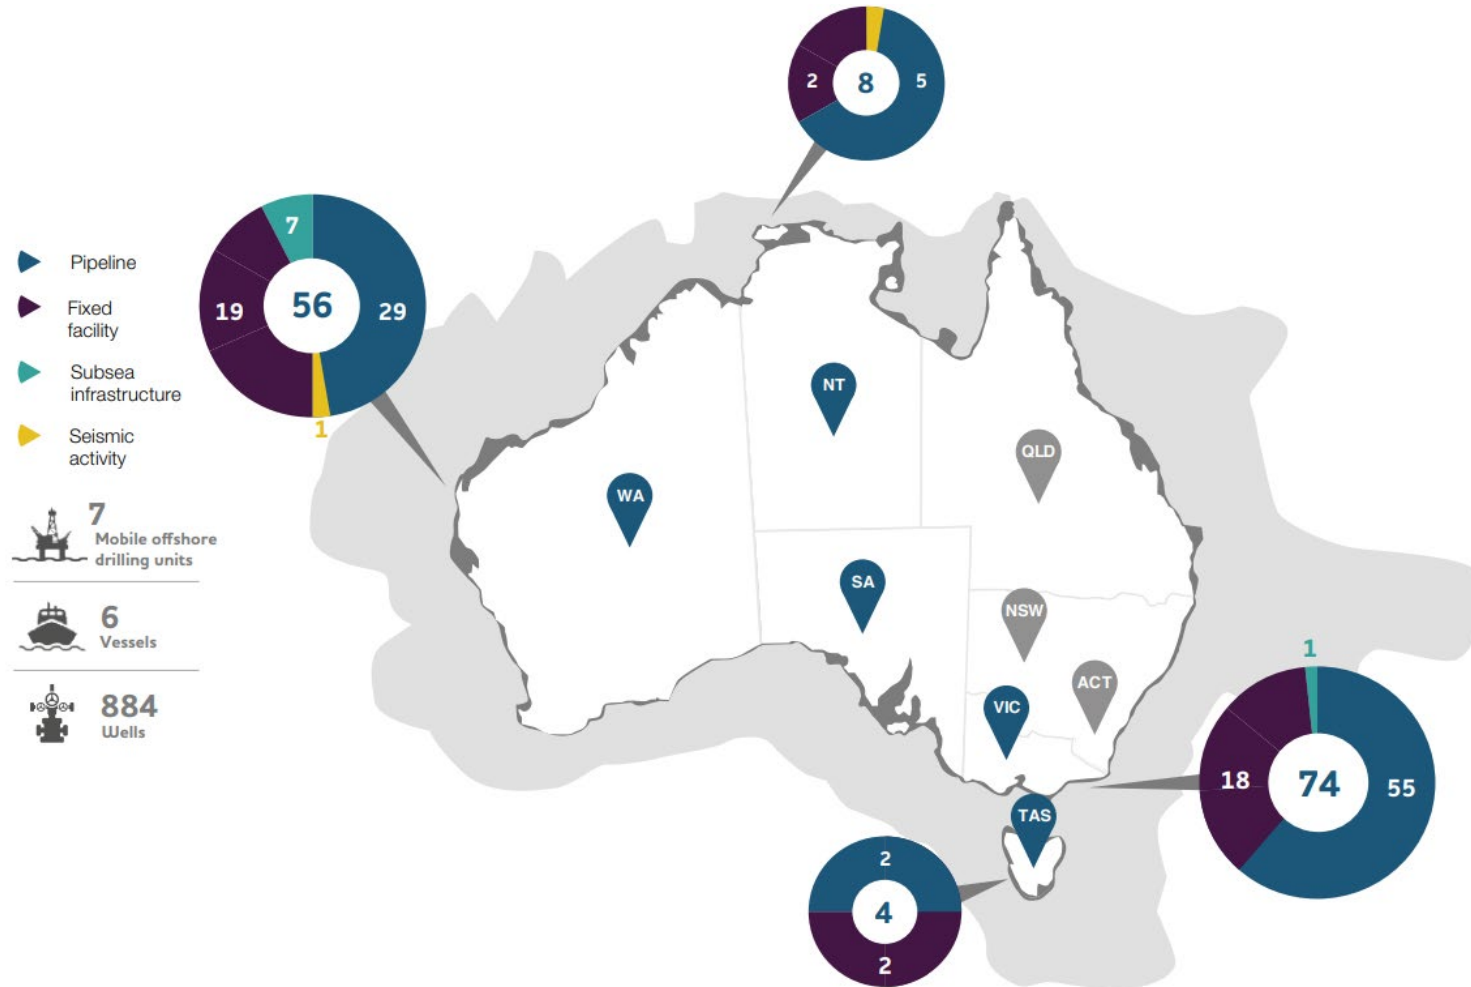 2
8
5
7
19
56
29
1
Pipeline
Fixed
facility
Subsea
infrastructure
Seismic
activity
7
Mobile offshore
drilling units
6
Vessels
884
Wells
NT
QLD
WA
SA
NSW
ACT
VIC
TAS
1
18
74
55
2
4
2